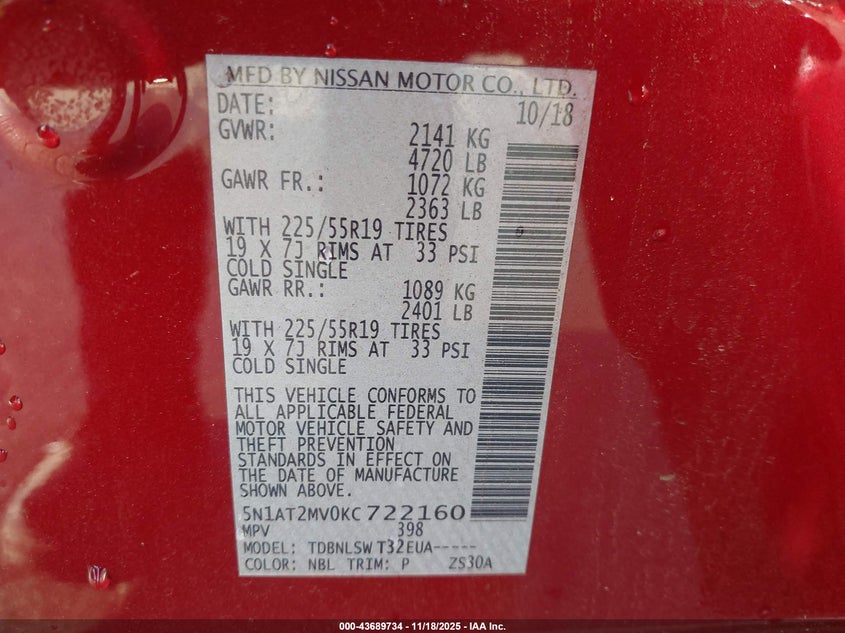 MFD BY NISSAN MOTOR CO., LTD.
DATE: 10/18
GVWR: 2141 KG
4720 LB
GAWR FR.: 1072 KG
2363 LB
WITH 225/55R19 TIRES
19 X 7J RIMS AT 33 PSI
COLD SINGLE
GAWR RR.: 1089 KG
2401 LB
WITH 225/55R19 TIRES
19 X 7J RIMS AT 33 PSI
COLD SINGLE
THIS VEHICLE CONFORMS TO
ALL APPLICABLE FEDERAL
MOTOR VEHICLE SAFETY AND
THEFT PREVENTION
STANDARDS IN EFFECT ON
THE DATE OF MANUFACTURE
SHOWN ABOVE.
5N1AT2MV0KC722160
MPV 398
MODEL: TDBNLSW T32EUA-----
COLOR: NBL TRIM: P ZS30A
000-43689734 - 11/18/2025 - IAA Inc.